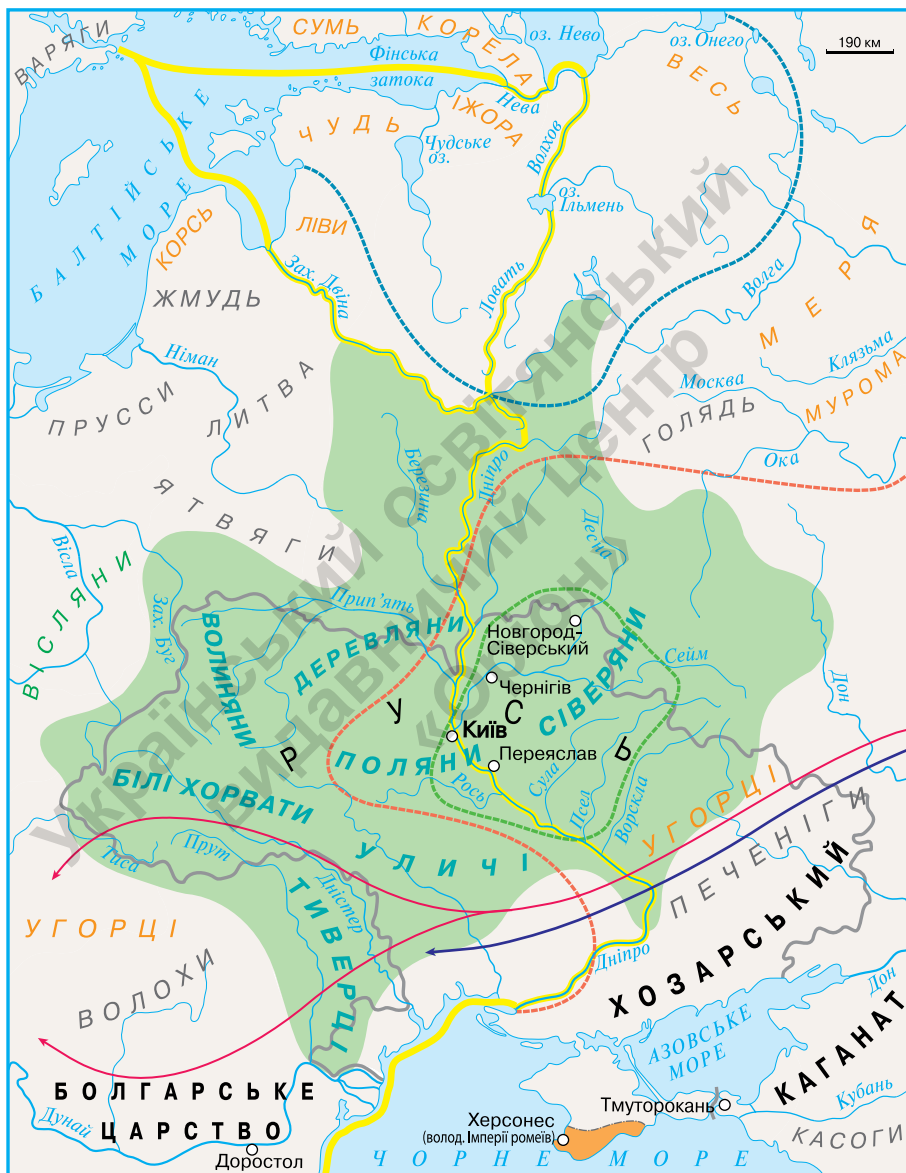 ВАРЯГИ
СУМЬ
КОРЕЛА
оз. Нево
оз. Онего
190 км
Фінська
затока
Нева
ІЖОРА
ВЕСЬ
ЧУДЬ
Чудське
оз.
Волхов
БАЛТІЙСЬКЕ
МОРЕ
оз.
Ільмень
КОРСЬ
ЛІВИ
Зах. Двіна
Ловать
Волга
МЕРЯ
ЖМУДЬ
Німан
Клязьма
Москва
МУРОМА
ПРУССИ
ЛИТВА
ГОЛЯДЬ
Ока
ЯТВЯГИ
Березина
Дніпро
Десна
Вісла
ВІСЛЯНИ
Зах. Буг
Прип’ять
ВОЛИНЯНИ
ДЕРЕВЛЯНИ
Новгород-
Сіверський
Сейм
Чернігів
СІВЕРЯНИ
Дон
РУСЬ
Київ
ПОЛЯНИ
Переяслав
Рось
Сула
Псел
Ворскла
БІЛІ ХОРВАТИ
УГОРЦІ
ПЕЧЕНІГИ
Тиса
Прут
УЛИЧІ
Дністер
ТИВЕРЦІ
УГОРЦІ
ВОЛОХИ
Дніпро
ХОЗАРСЬКИЙ
КАГАНАТ
Дон
АЗОВСЬКЕ
МОРЕ
БОЛГАРСЬКЕ
ЦАРСТВО
Дунай
Доростол
Херсонес
(волод. Імперії ромеїв)
Тмуторокань
Кубань
КАСОГИ
ЧОРНЕ МОРЕ
Український освітянський
видавничий центр
«Оріон»